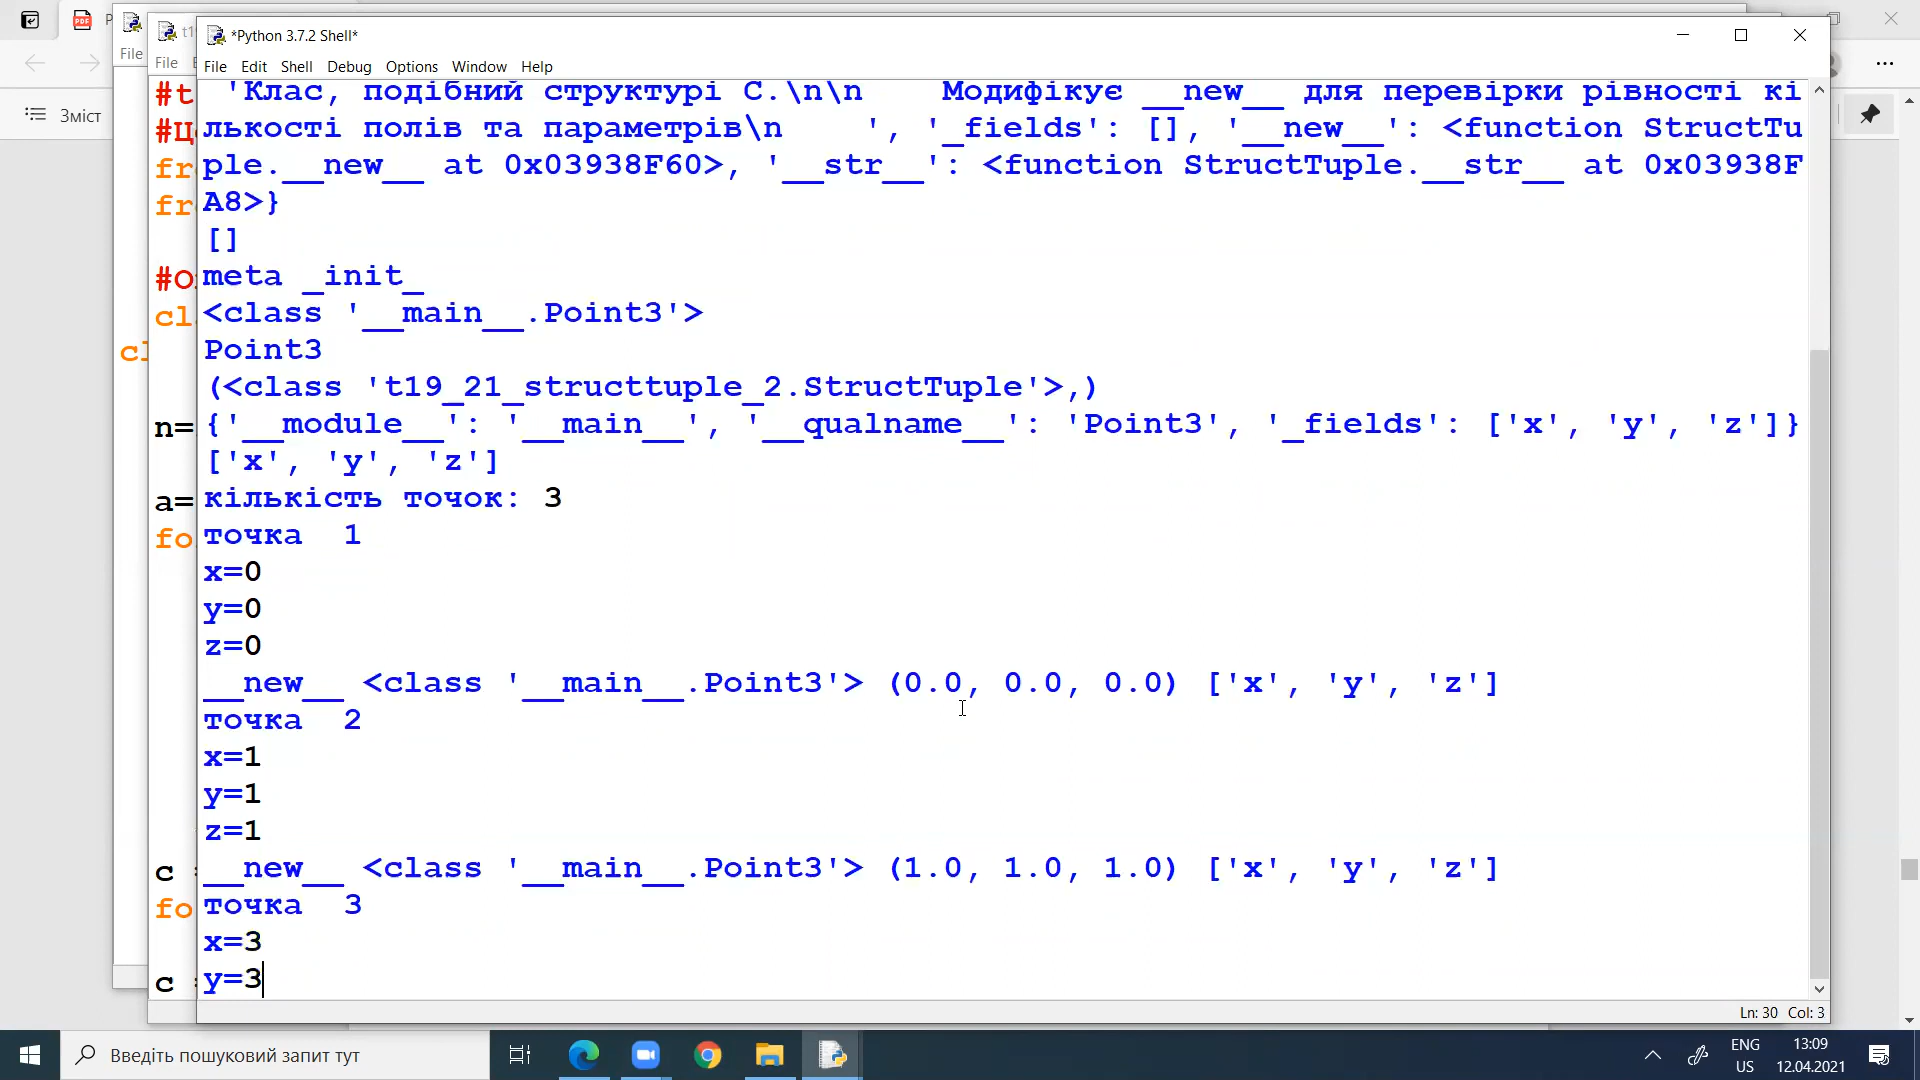 *Python 3.7.2 Shell*
File Edit Shell Debug Options Windows Help
'Клас, подібний структурі C.\n\n    Модифікує __new__ для перевірки рівності кі
лькості полів та параметрів\n    ', '_fields': [], '__new__': <function StructTu
ple.__new__ at 0x03938F60>, '__str__': <function StructTuple.__str__ at 0x03938F
A8>}
[]
meta _init_
<class '__main__.Point3'>
Point3
(<class 't19_21_structtuple_2.StructTuple'>,)
{'__module__': '__main__', '__qualname__': 'Point3', '_fields': ['x', 'y', 'z']}
['x', 'y', 'z']
кількість точок: 3
точка  1
x=0
y=0
z=0
__new__ <class '__main__.Point3'> (0.0, 0.0, 0.0) ['x', 'y', 'z']
точка  2
x=1
y=1
z=1
__new__ <class '__main__.Point3'> (1.0, 1.0, 1.0) ['x', 'y', 'z']
точка  3
x=3
y=3
Ln: 30 Col: 3
File
File
Зміст
#t
n=
a=
fo
c
fo
c
Введіть пошуковий запит тут
ENG
US
13:09
12.04.2021